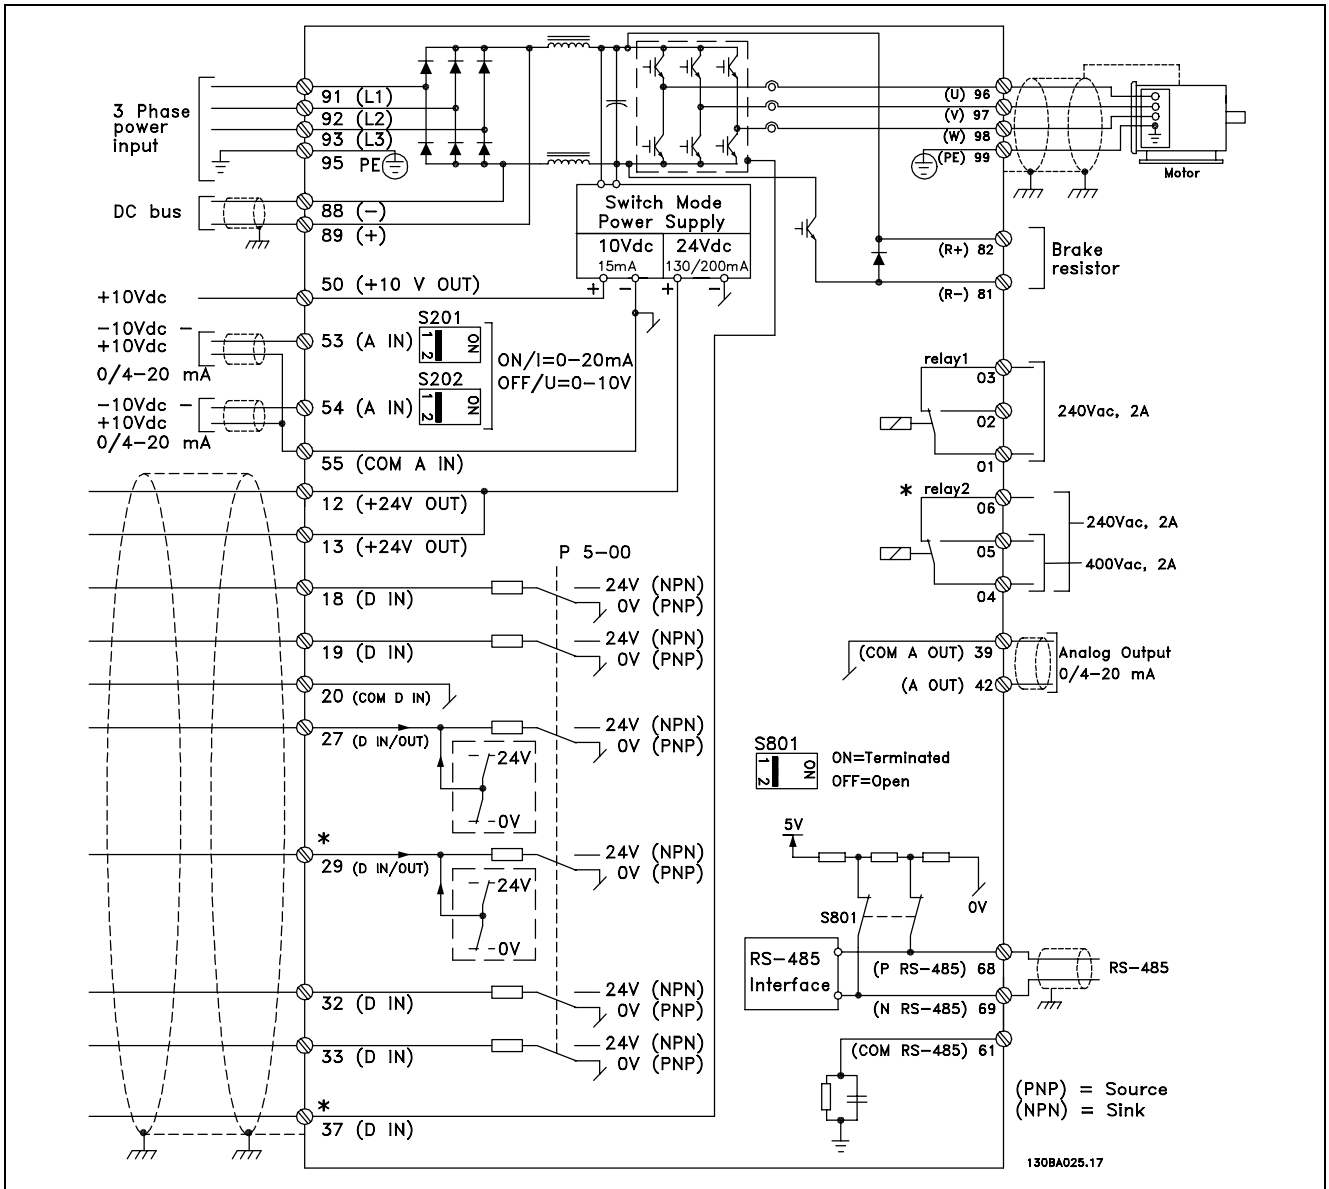 3 Phase
power
input
91 (L1)
92 (L2)
93 (L3)
95 PE
DC bus
88 (-)
89 (+)
Switch Mode
Power Supply
10Vdc
15mA
24Vdc
130/200mA
+ - + -
(U) 96
(V) 97
(W) 98
(PE) 99
Motor
(R+) 82
(R-) 81
Brake
resistor
+10Vdc
50 (+10 V OUT)
-10Vdc -
+10Vdc
0/4-20 mA
53 (A IN)
S201
1
2
ON
ON/I=0-20mA
OFF/U=0-10V
S202
1
2
ON
-10Vdc -
+10Vdc
0/4-20 mA
54 (A IN)
55 (COM A IN)
12 (+24V OUT)
13 (+24V OUT)
relay1
03
02
01
240Vac, 2A
* relay2
06
05
04
240Vac, 2A
400Vac, 2A
P 5-00
18 (D IN)
24V (NPN)
0V (PNP)
19 (D IN)
24V (NPN)
0V (PNP)
20 (COM D IN)
27 (D IN/OUT)
24V (NPN)
0V (PNP)
24V
0V
*
29 (D IN/OUT)
24V (NPN)
0V (PNP)
24V
0V
32 (D IN)
24V (NPN)
0V (PNP)
33 (D IN)
24V (NPN)
0V (PNP)
*
37 (D IN)
(COM A OUT) 39
(A OUT) 42
Analog Output
0/4-20 mA
S801
1
2
ON
ON=Terminated
OFF=Open
5V
S801
0V
RS-485
Interface
(P RS-485) 68
(N RS-485) 69
(COM RS-485) 61
RS-485
(PNP) = Source
(NPN) = Sink
130BA025.17